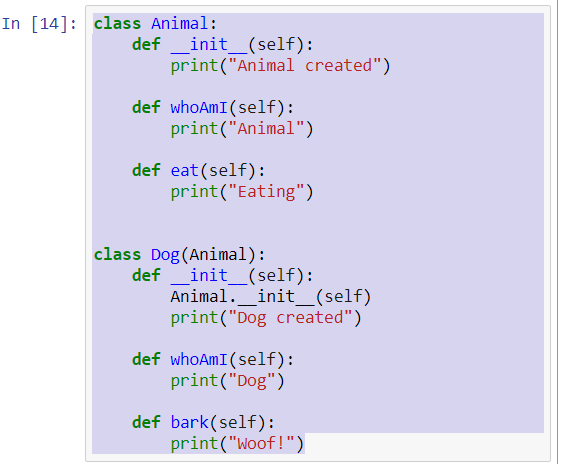 In [14]: class Animal:
    def __init__(self):
        print("Animal created")

    def whoAmI(self):
        print("Animal")

    def eat(self):
        print("Eating")


class Dog(Animal):
    def __init__(self):
        Animal.__init__(self)
        print("Dog created")

    def whoAmI(self):
        print("Dog")

    def bark(self):
        print("Woof!")